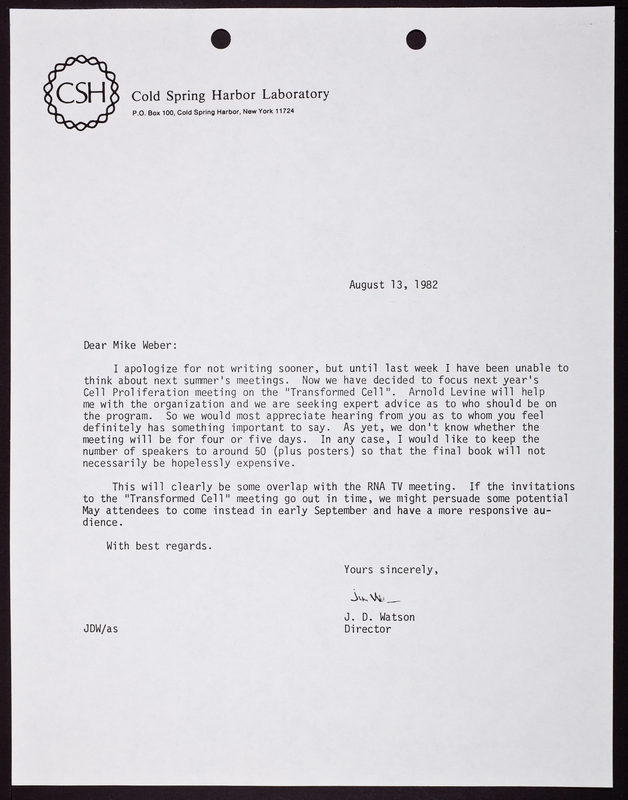 CSH
Cold Spring Harbor Laboratory
P.O. Box 100, Cold Spring Harbor, New York 11724
August 13, 1982
Dear Mike Weber:
I apologize for not writing sooner, but until last week I have been unable to
think about next summer's meetings. Now we have decided to focus next year's
Cell Proliferation meeting on the "Transformed Cell". Arnold Levine will help
me with the organization and we are seeking expert advice as to who should be on
the program. So we would most appreciate hearing from you as to whom you feel
definitely has something important to say. As yet, we don't know whether the
meeting will be for four or five days. In any case, I would like to keep the
number of speakers to around 50 (plus posters) so that the final book will not
necessarily be hopelessly expensive.
This will clearly be some overlap with the RNA TV meeting. If the invitations
to the "Transformed Cell" meeting go out in time, we might persuade some potential
May attendees to come instead in early September and have a more responsive au-
dience.
With best regards.
Yours sincerely,
J. D. Watson
JDW/as
Director